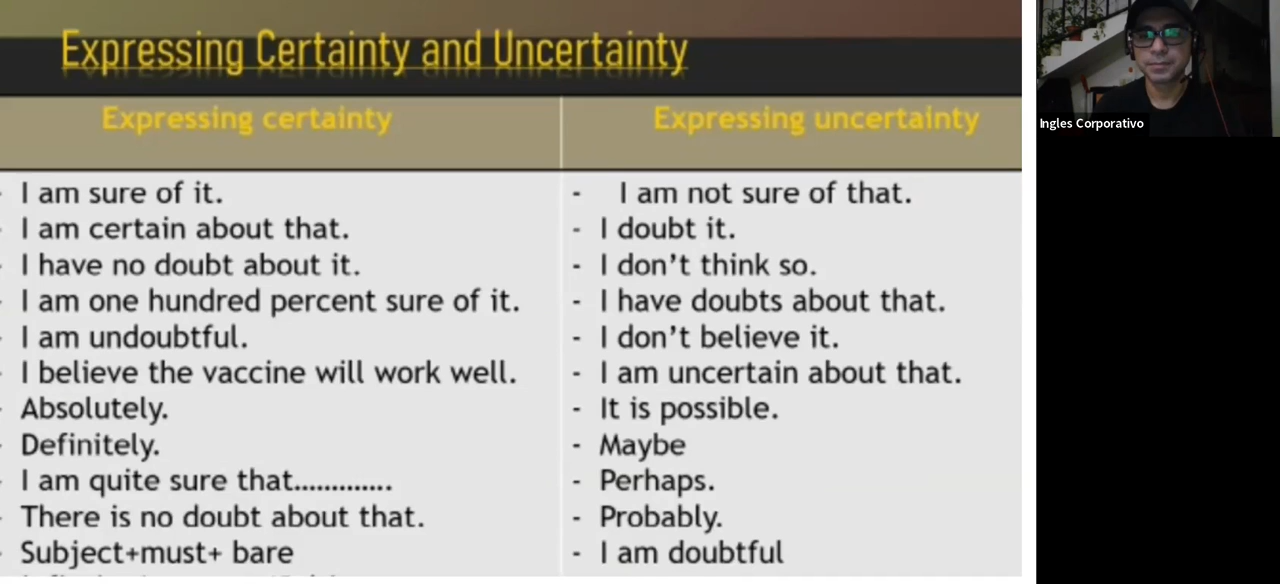 Expressing Certainty and Uncertainty
Expressing certainty
- I am sure of it.
- I am certain about that.
- I have no doubt about it.
- I am one hundred percent sure of it.
- I am undoubtful.
- I believe the vaccine will work well.
- Absolutely.
- Definitely.
- I am quite sure that.............
- There is no doubt about that.
- Subject+must+ bare
Expressing uncertainty
- I am not sure of that.
- I doubt it.
- I don’t think so.
- I have doubts about that.
- I don’t believe it.
- I am uncertain about that.
- It is possible.
- Maybe
- Perhaps.
- Probably.
- I am doubtful
Ingles Corporativo